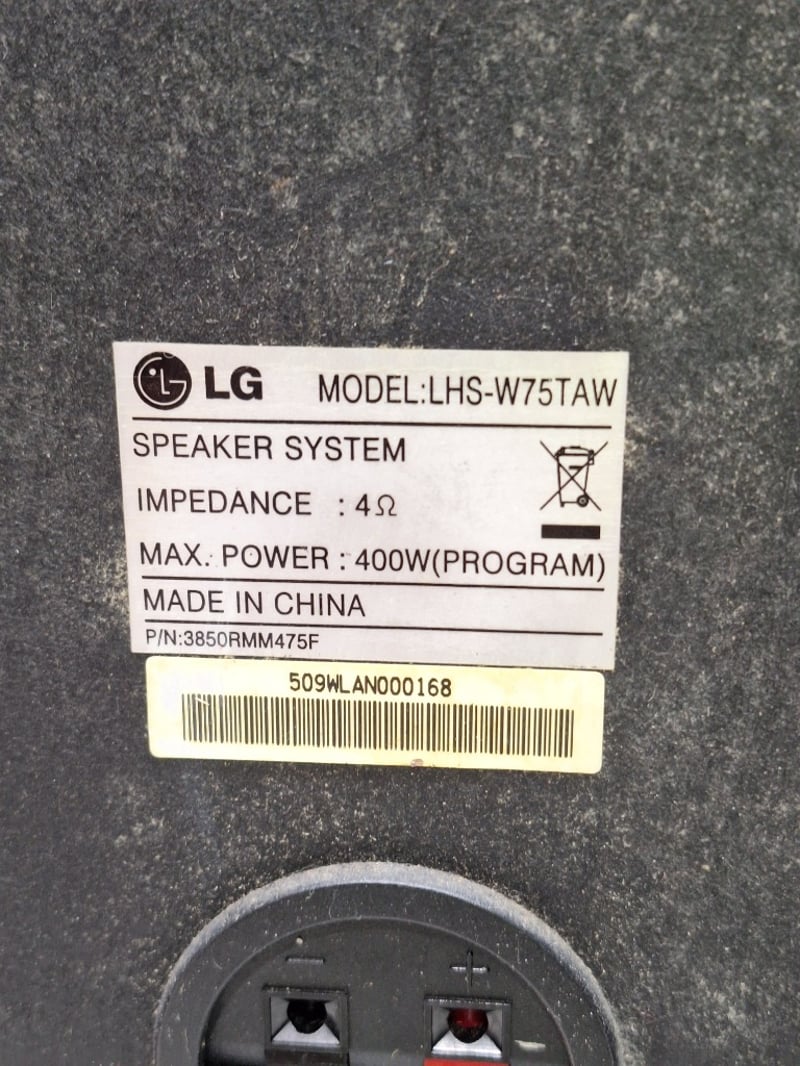 LG MODEL:LHS-W75TAW
SPEAKER SYSTEM
IMPEDANCE : 4Ω
MAX. POWER : 400W(PROGRAM)
MADE IN CHINA
P/N:3850RMM475F
509WLAN000168
− +